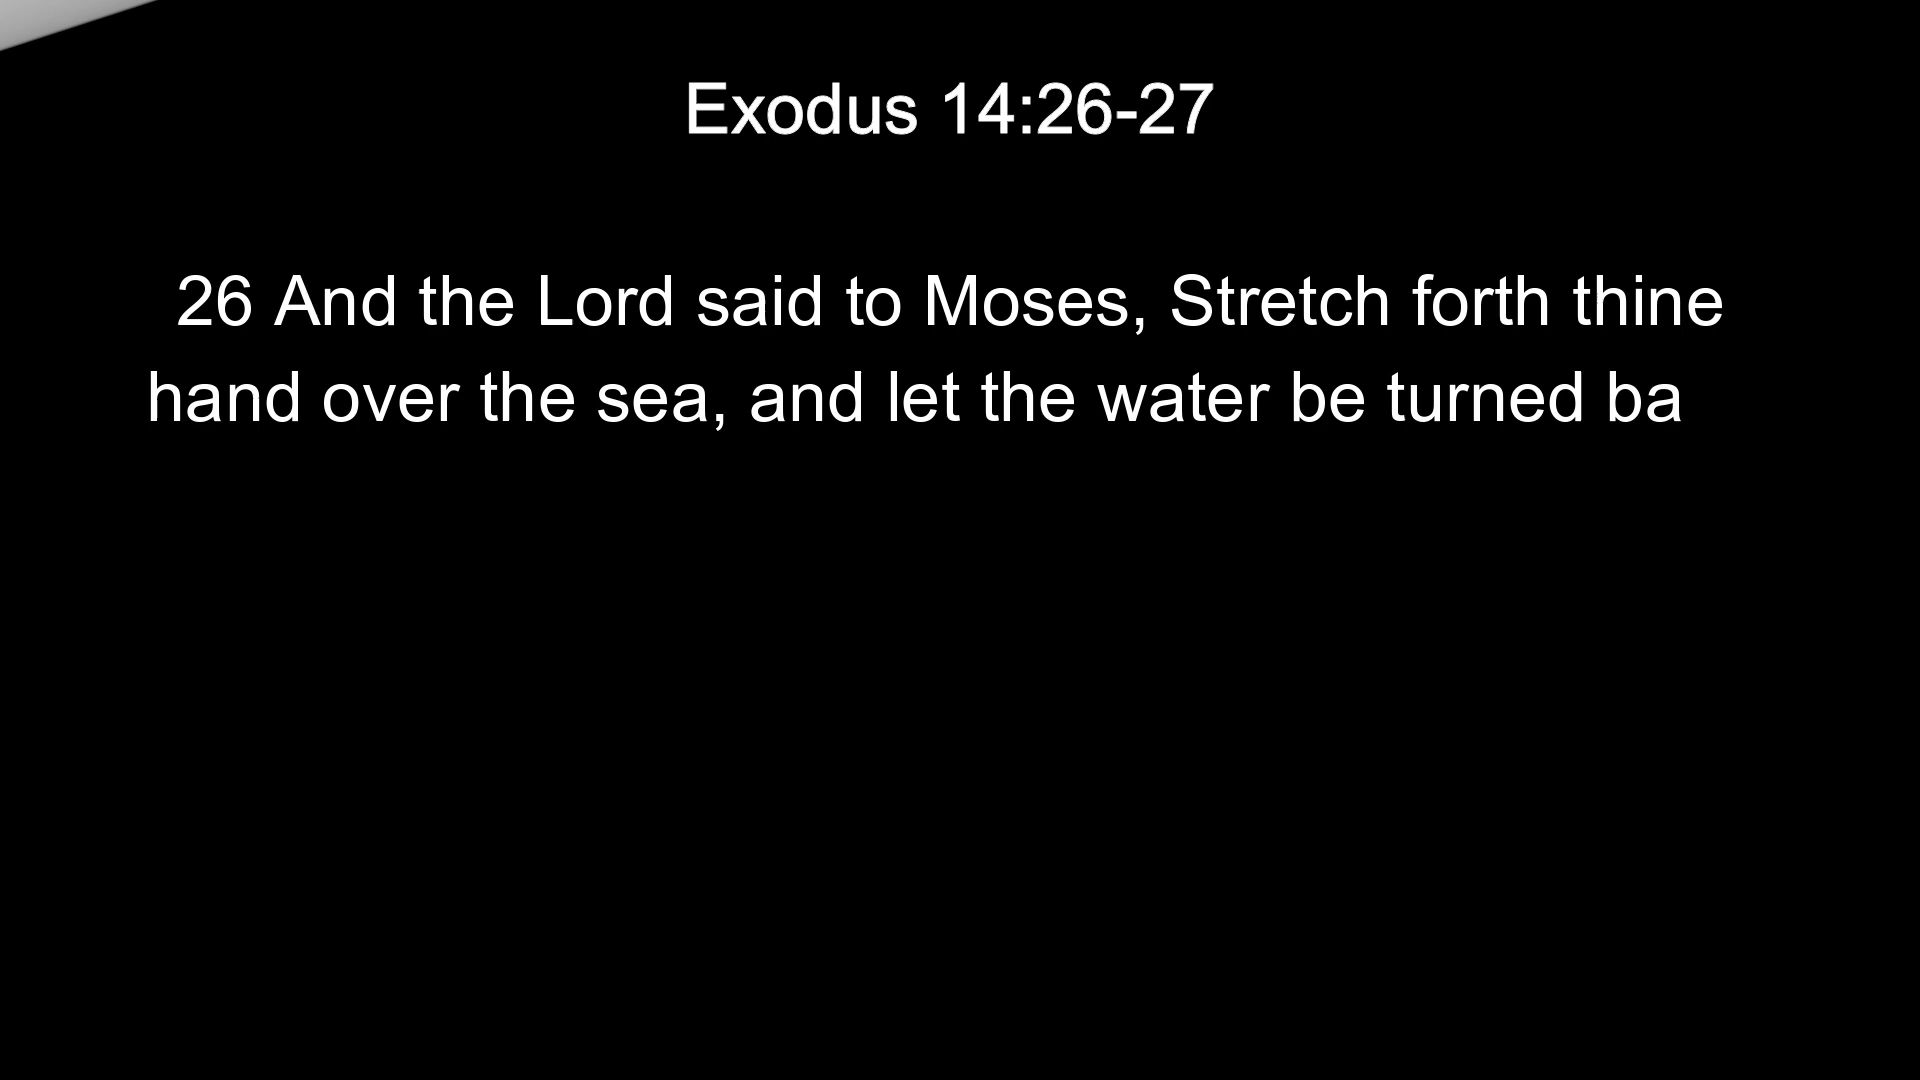 Exodus 14:26-27
26 And the Lord said to Moses, Stretch forth thine
hand over the sea, and let the water be turned ba